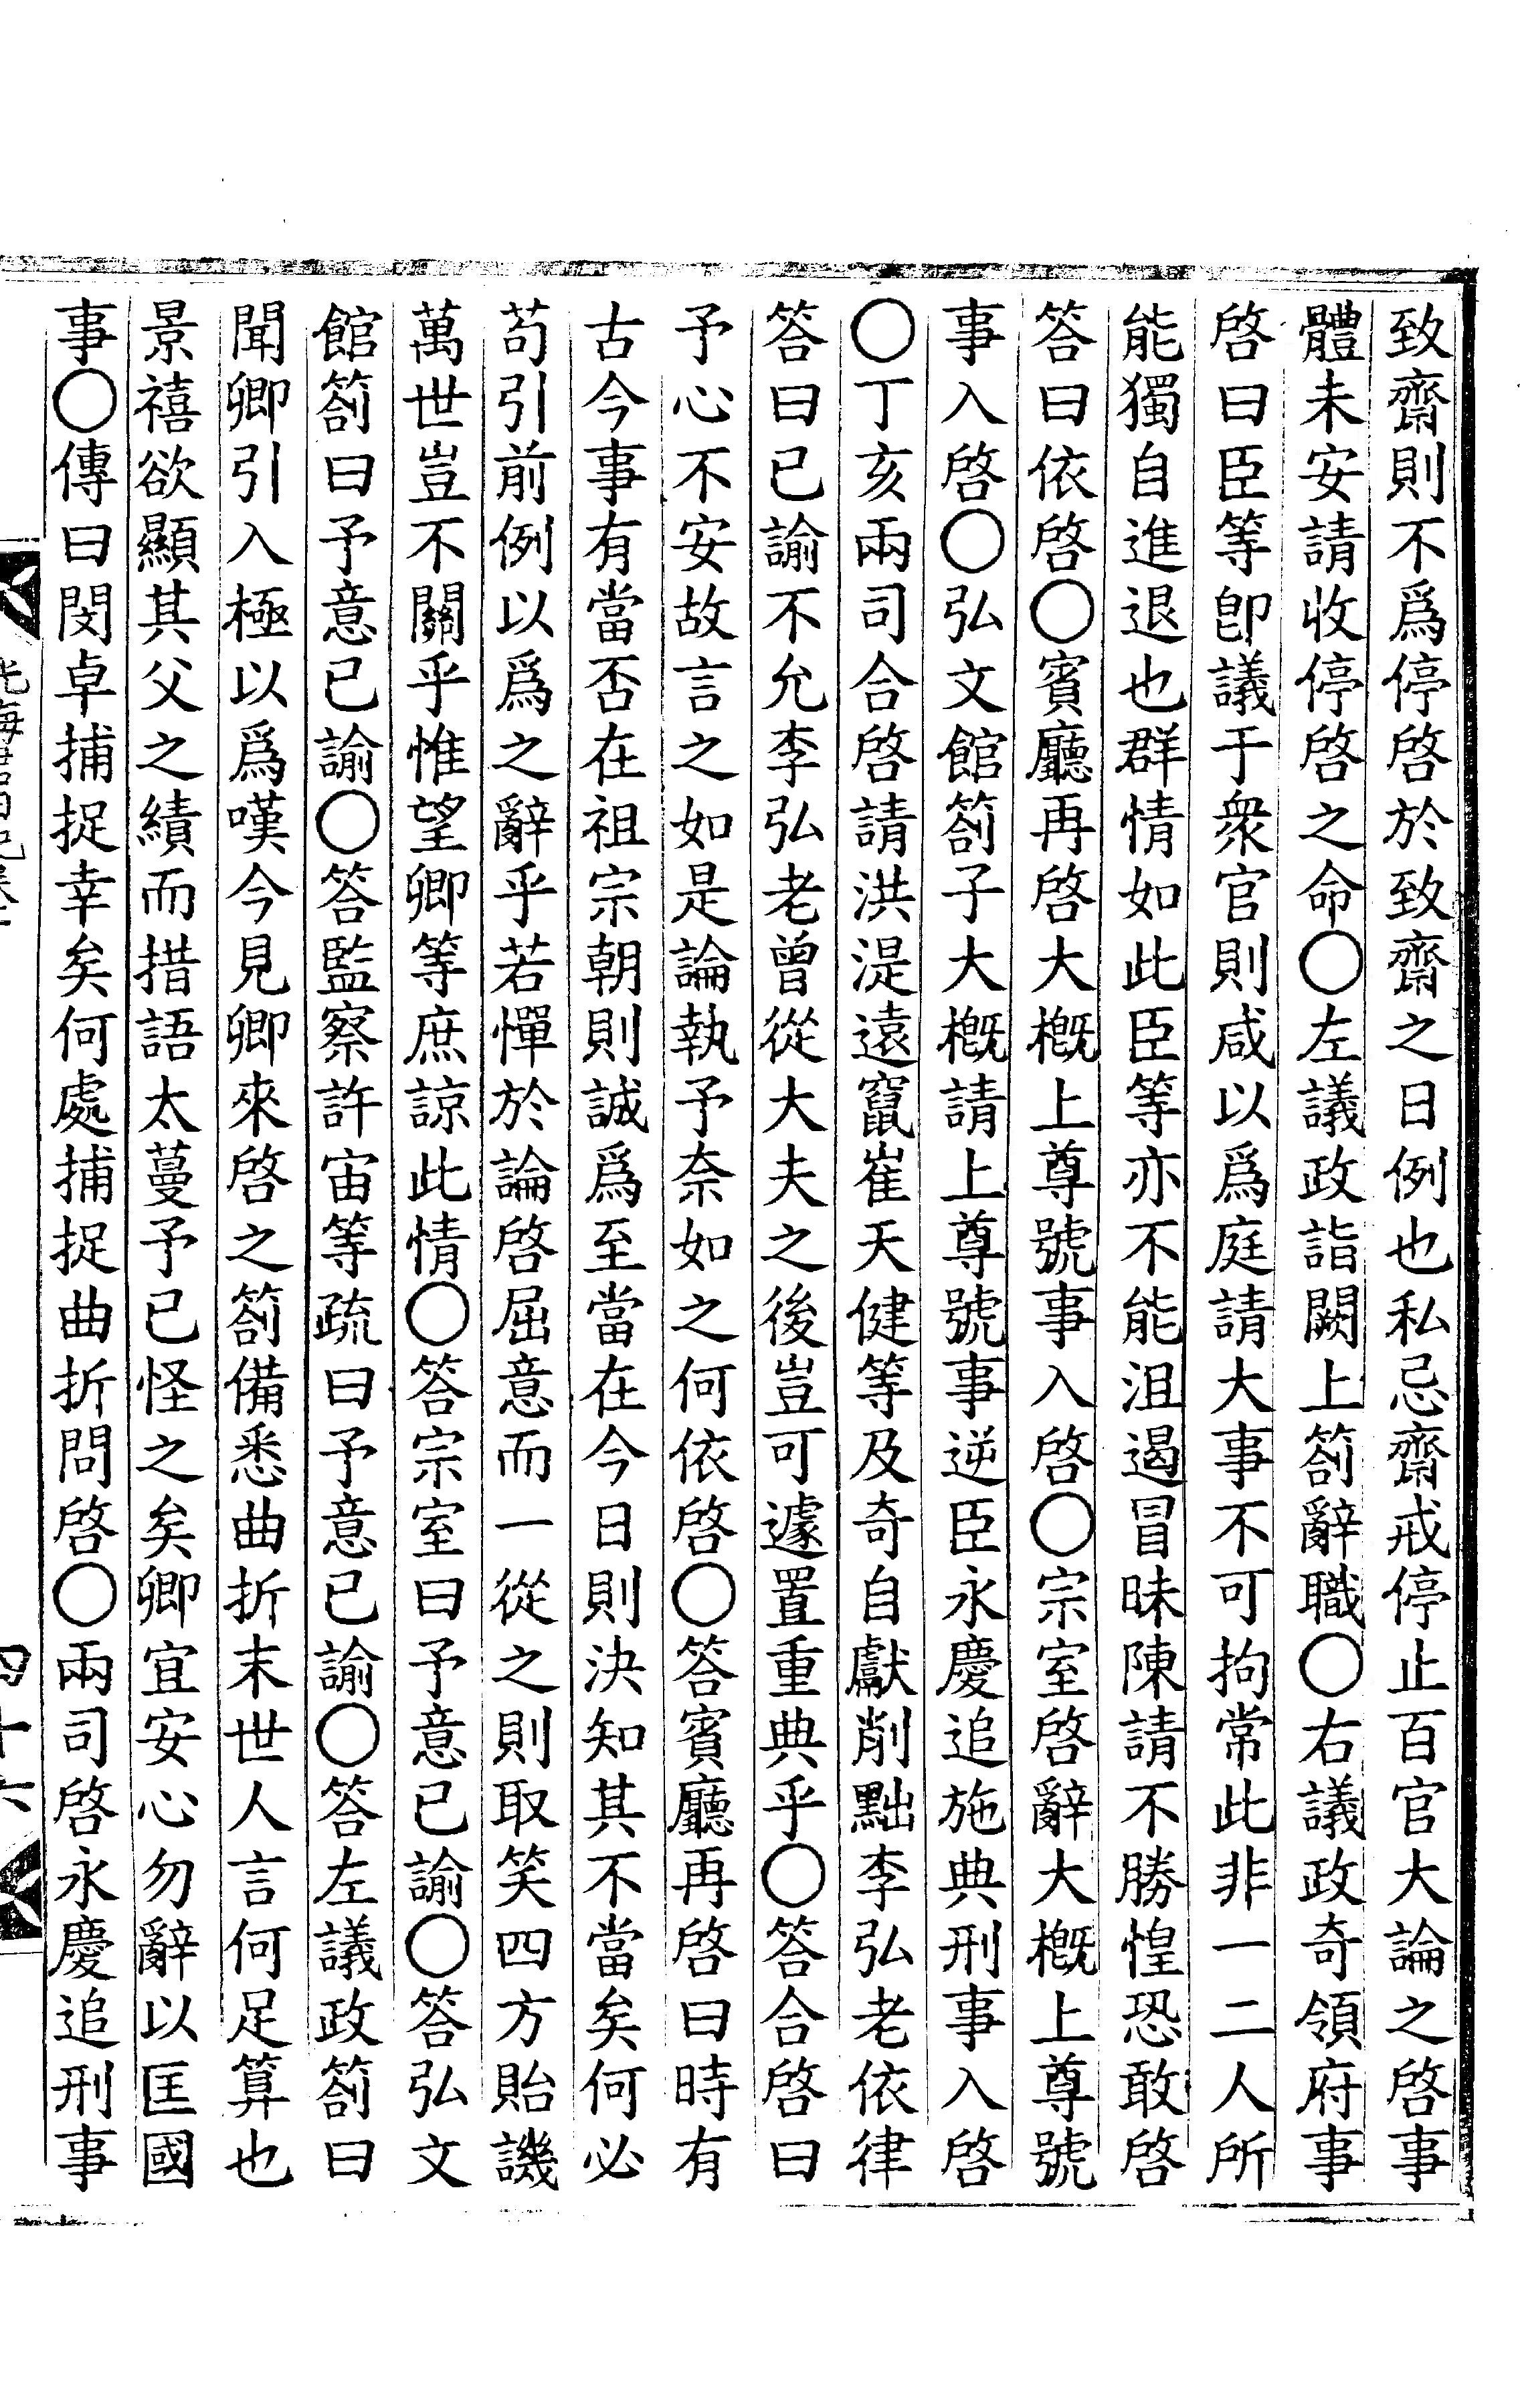 致齋則不爲停啓於致齋之日例也私忌齋戒停止百官大論之啓事
體未安請收停啓之命〇左議政詣闕上箚辭職〇右議政奇領府事
啓曰臣等卽議于衆官則咸以爲庭請大事不可拘常此非一二人所
能獨自進退也群情如此臣等亦不能沮遏冒昧陳請不勝惶恐敢啓
答曰依啓〇賓廳再啓大槪上尊號事入啓〇宗室啓辭大槪上尊號
事入啓〇弘文館箚子大槪請上尊號事逆臣永慶追施典刑事入啓
〇丁亥兩司合啓請洪湜遠竄崔天健等及奇自獻削黜李弘老依律
答曰已諭不允李弘老曾從大夫之後豈可遽置重典乎〇答合啓曰
予心不安故言之如是論執予奈如之何依啓〇答賓廳再啓曰時有
古今事有當否在祖宗朝則誠爲至當在今日則決知其不當矣何必
苟引前例以爲之辭乎若憚於論啓屈意而一從之則取笑四方貽譏
萬世豈不關乎惟望卿等庶諒此情〇答宗室曰予意已諭〇答弘文
館箚曰予意已諭〇答監察許宙等疏曰予意已諭〇答左議政箚曰
聞卿引入極以爲嘆今見卿來啓之箚備悉曲折末世人言何足算也
景禧欲顯其父之績而措語太蔓予已怪之矣卿宜安心勿辭以匡國
事〇傳曰閔卓捕捉幸矣何處捕捉曲折問啓〇兩司啓永慶追刑事
四十六